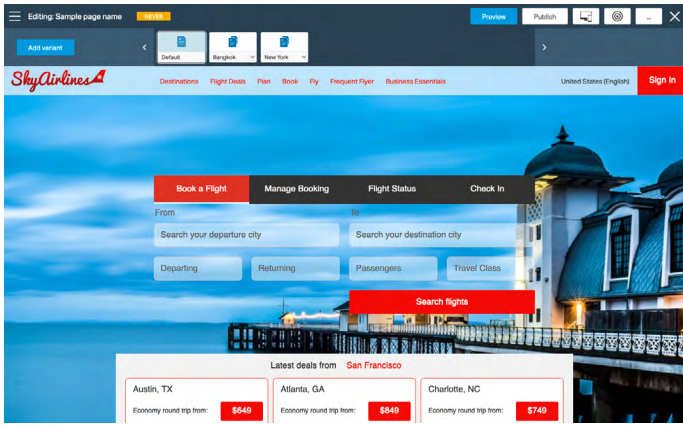 Editing: Sample page name
NEVER
Preview
Publish
...
Add variant
Default
Bangkok
New York
SkyAirlines
Destinations Flight Deals Plan Book Fly Frequent Flyer Business Essentials
United States (English)
Sign In
Book a Flight Manage Booking Flight Status Check In
From To
Search your departure city Search your destination city
Departing Returning Passengers Travel Class
Search flights
Latest deals from San Francisco
Austin, TX Atlanta, GA Charlotte, NC
Economy round trip from: $649 Economy round trip from: $849 Economy round trip from: $749